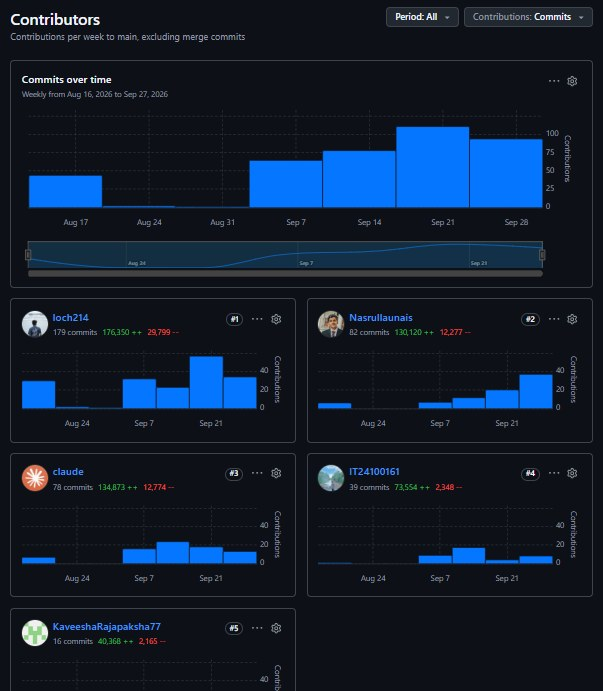 Contributors
Period: All
Contributions: Commits
Contributions per week to main, excluding merge commits
Commits over time
Weekly from Aug 16, 2026 to Sep 27, 2026
100
75
50
25
0
Contributions
Aug 17 Aug 24 Aug 31 Sep 7 Sep 14 Sep 21 Sep 28
Aug 24 Sep 7 Sep 21
loch214 #1
179 commits 176,350 ++ 29,799 --
40
20
0
Contributions
Aug 24 Sep 7 Sep 21
Nasrullaunais #2
82 commits 130,120 ++ 12,277 --
40
20
0
Contributions
Aug 24 Sep 7 Sep 21
claude #3
78 commits 134,873 ++ 12,774 --
40
20
0
Contributions
Aug 24 Sep 7 Sep 21
IT24100161 #4
39 commits 73,554 ++ 2,348 --
40
20
0
Contributions
Aug 24 Sep 7 Sep 21
KaveeshaRajapaksha77 #5
16 commits 40,368 ++ 2,165 --
40